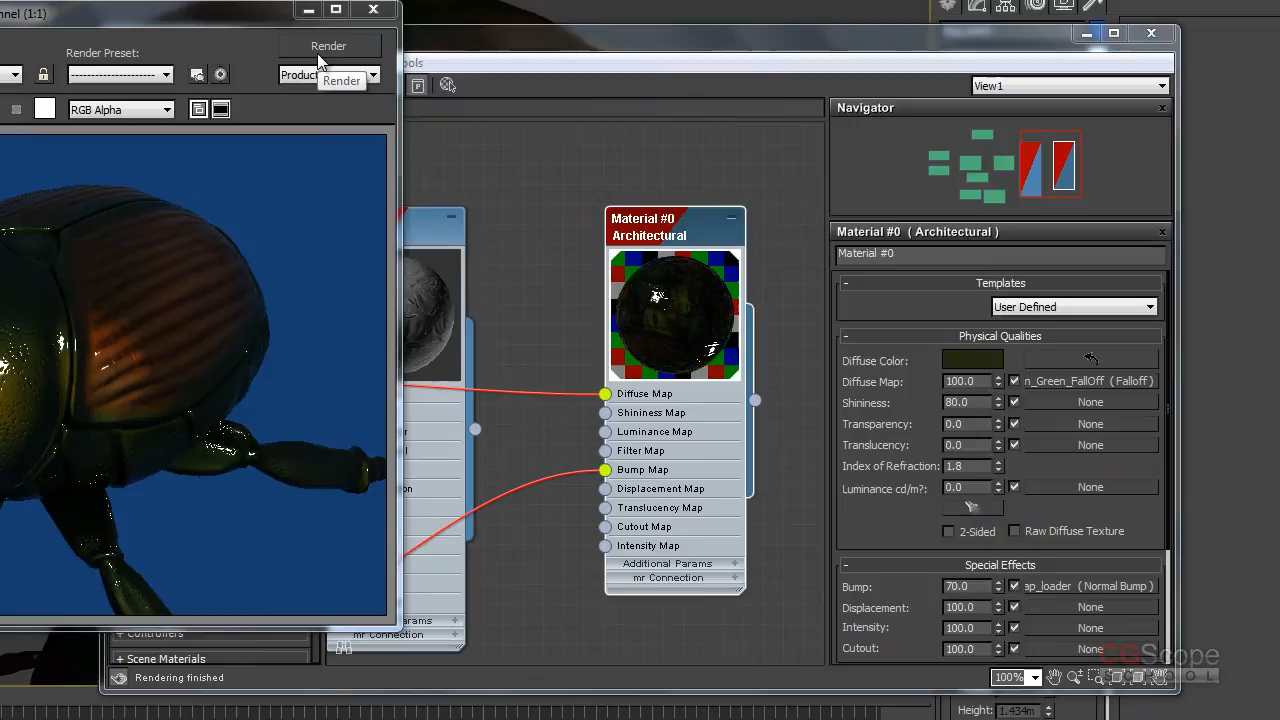 nnel (1:1)
Render Preset:
Render
Product
Render
RGB Alpha
ools
View1
Navigator
Material #0
Architectural
Diffuse Map
Shininess Map
Luminance Map
Filter Map
Bump Map
Displacement Map
Translucency Map
Cutout Map
Intensity Map
Additional Params
mr Connection
Material #0 ( Architectural )
Material #0
Templates
User Defined
Physical Qualities
Diffuse Color:
Diffuse Map: 100.0 n_Green_FallOff ( Falloff )
Shininess: 80.0 None
Transparency: 0.0 None
Translucency: 0.0 None
Index of Refraction: 1.8
Luminance cd/m?: 0.0 None
2-Sided Raw Diffuse Texture
Special Effects
Bump: 70.0 ap_loader ( Normal Bump )
Displacement: 100.0 None
Intensity: 100.0 None
Cutout: 100.0 None
arams
mr Connection
Controllers
+ Scene Materials
Rendering finished
100%
CGScope
SCHOOL
Height: 1.434m